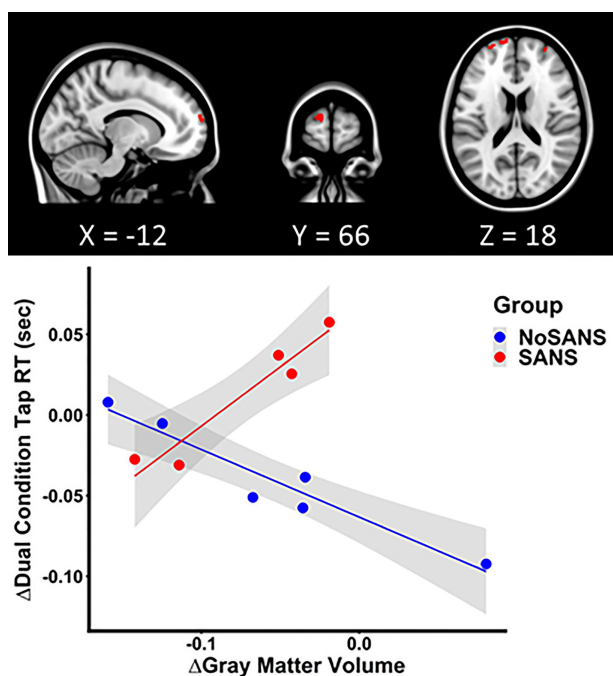 X = -12 Y = 66 Z = 18
Group
NoSANS
SANS
ΔDual Condition Tap RT (sec)
0.05
0.00
-0.05
-0.10
-0.1 0.0
ΔGray Matter Volume